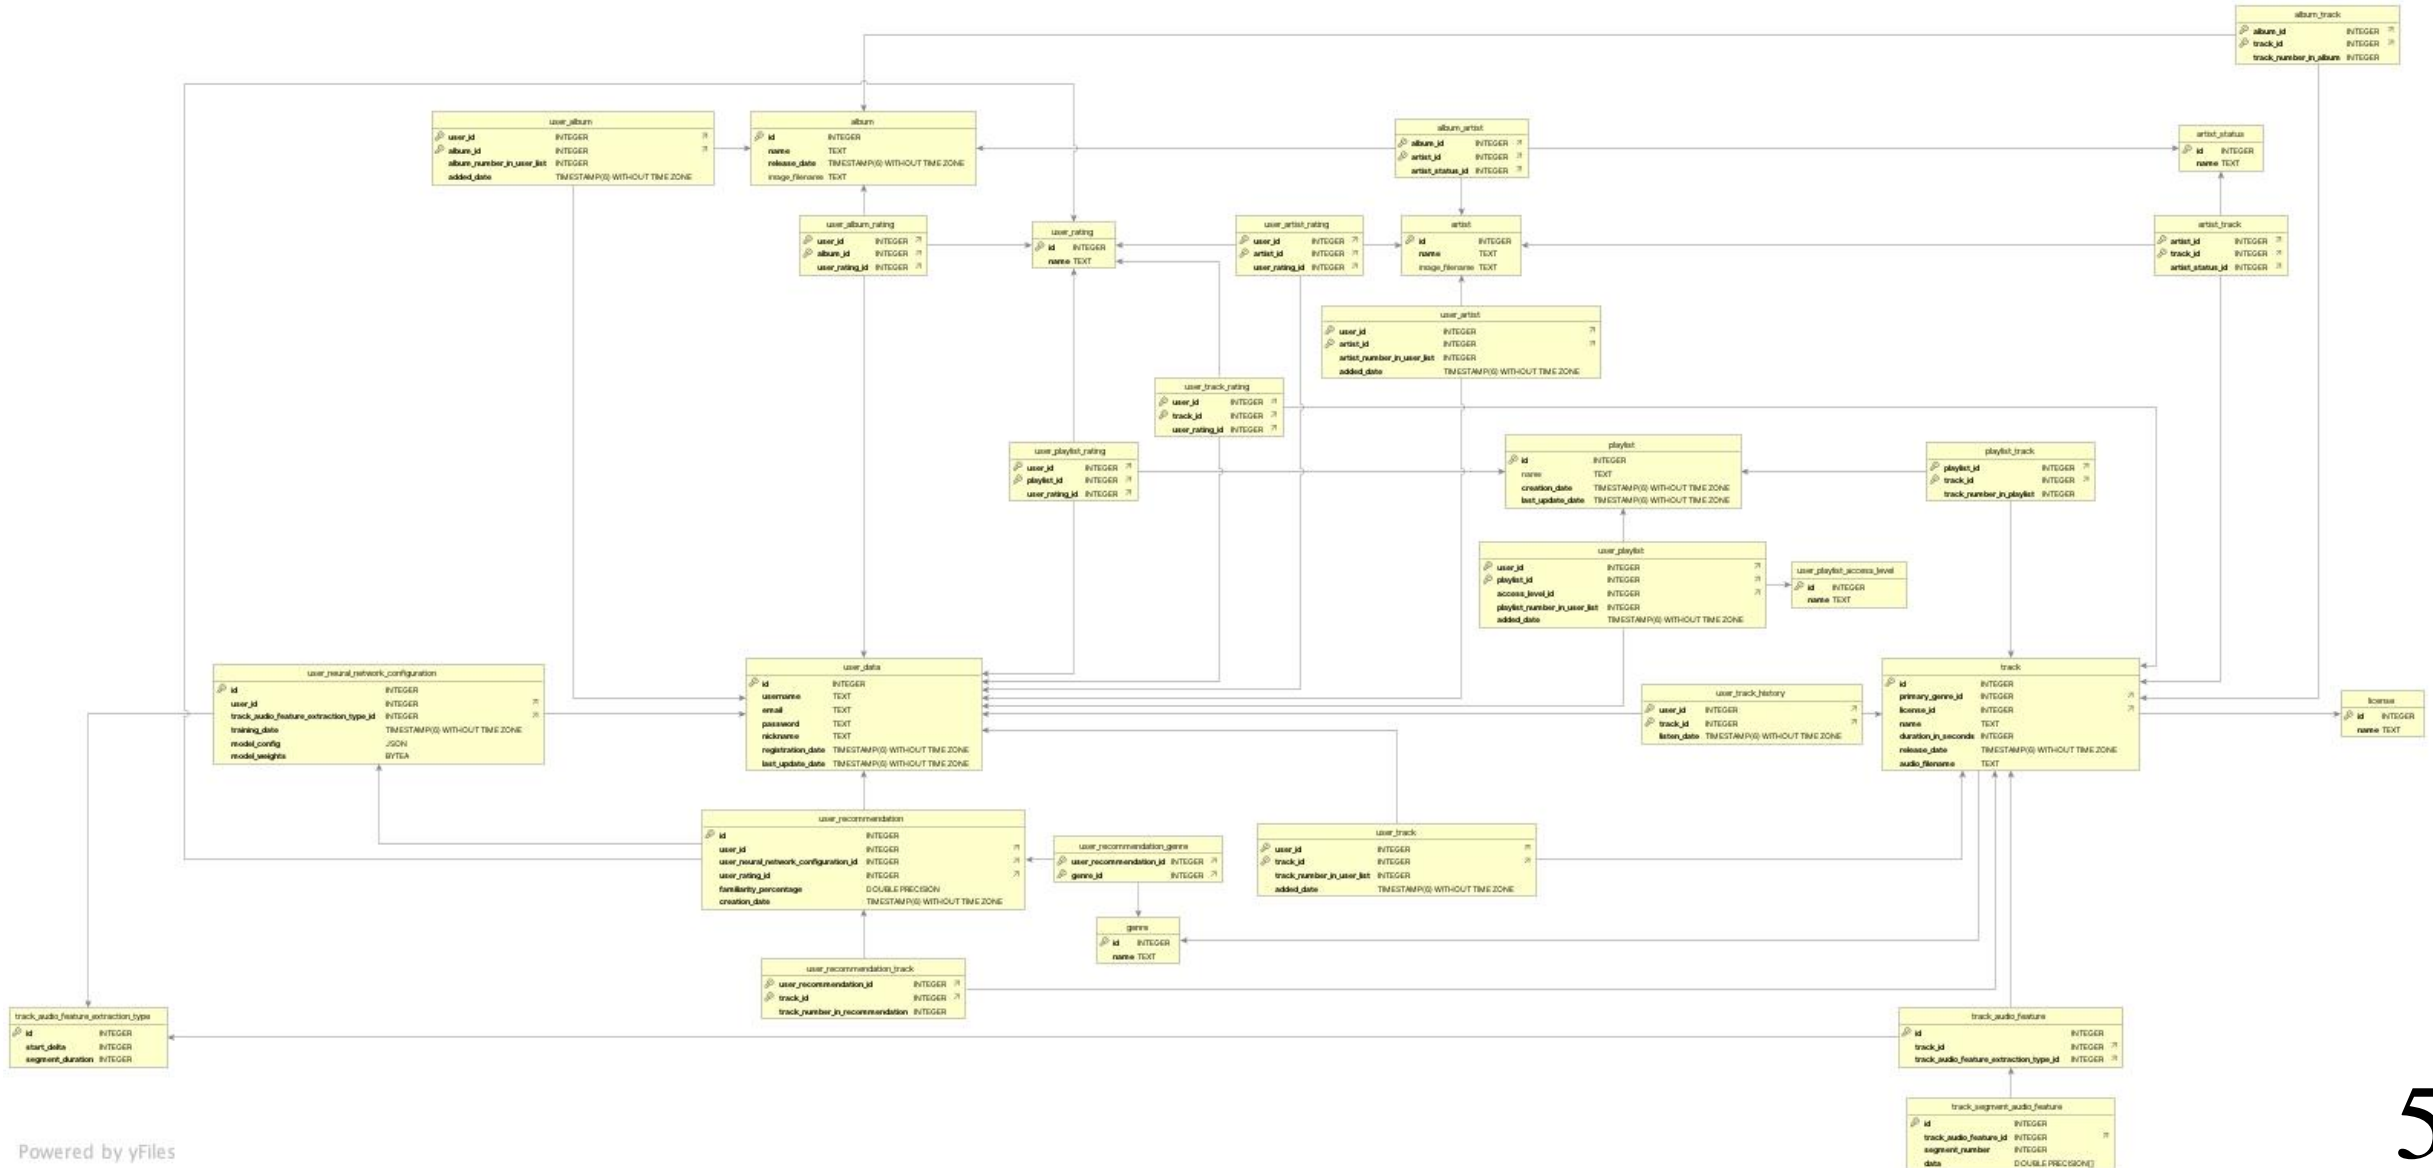 album_track
album_id INTEGER
track_id INTEGER
track_number_in_album INTEGER
user_album
user_id INTEGER
album_id INTEGER
album_number_in_user_list INTEGER
added_date TIMESTAMP(6) WITHOUT TIME ZONE
album
id INTEGER
name TEXT
release_date TIMESTAMP(6) WITHOUT TIME ZONE
image_filename TEXT
album_artist
album_id INTEGER
artist_id INTEGER
artist_status_id INTEGER
artist_status
id INTEGER
name TEXT
user_album_rating
user_id INTEGER
album_id INTEGER
user_rating_id INTEGER
user_rating
id INTEGER
name TEXT
user_artist_rating
user_id INTEGER
artist_id INTEGER
user_rating_id INTEGER
artist
id INTEGER
name TEXT
image_filename TEXT
artist_track
artist_id INTEGER
track_id INTEGER
artist_status_id INTEGER
user_artist
user_id INTEGER
artist_id INTEGER
artist_number_in_user_list INTEGER
added_date TIMESTAMP(6) WITHOUT TIME ZONE
user_track_rating
user_id INTEGER
track_id INTEGER
user_rating_id INTEGER
user_playlist_rating
user_id INTEGER
playlist_id INTEGER
user_rating_id INTEGER
playlist
id INTEGER
name TEXT
creation_date TIMESTAMP(6) WITHOUT TIME ZONE
last_update_date TIMESTAMP(6) WITHOUT TIME ZONE
playlist_track
playlist_id INTEGER
track_id INTEGER
track_number_in_playlist INTEGER
user_playlist
user_id INTEGER
playlist_id INTEGER
access_level_id INTEGER
playlist_number_in_user_list INTEGER
added_date TIMESTAMP(6) WITHOUT TIME ZONE
user_playlist_access_level
id INTEGER
name TEXT
user_neural_network_configuration
id INTEGER
user_id INTEGER
track_audio_feature_extraction_type_id INTEGER
training_date TIMESTAMP(6) WITHOUT TIME ZONE
model_config JSON
model_weights BYTEA
user_data
id INTEGER
username TEXT
email TEXT
password TEXT
nickname TEXT
registration_date TIMESTAMP(6) WITHOUT TIME ZONE
last_update_date TIMESTAMP(6) WITHOUT TIME ZONE
user_track_history
user_id INTEGER
track_id INTEGER
listen_date TIMESTAMP(6) WITHOUT TIME ZONE
track
id INTEGER
primary_genre_id INTEGER
license_id INTEGER
name TEXT
duration_in_seconds INTEGER
release_date TIMESTAMP(6) WITHOUT TIME ZONE
audio_filename TEXT
license
id INTEGER
name TEXT
user_recommendation
id INTEGER
user_id INTEGER
user_neural_network_configuration_id INTEGER
user_rating_id INTEGER
familiarity_percentage DOUBLE PRECISION
creation_date TIMESTAMP(6) WITHOUT TIME ZONE
user_recommendation_genre
user_recommendation_id INTEGER
genre_id INTEGER
user_track
user_id INTEGER
track_id INTEGER
track_number_in_user_list INTEGER
added_date TIMESTAMP(6) WITHOUT TIME ZONE
genre
id INTEGER
name TEXT
user_recommendation_track
user_recommendation_id INTEGER
track_id INTEGER
track_number_in_recommendation INTEGER
track_audio_feature_extraction_type
id INTEGER
start_delta INTEGER
segment_duration INTEGER
track_audio_feature
id INTEGER
track_id INTEGER
track_audio_feature_extraction_type_id INTEGER
track_segment_audio_feature
id INTEGER
track_audio_feature_id INTEGER
segment_number INTEGER
data DOUBLE PRECISION[]
Powered by yFiles
5